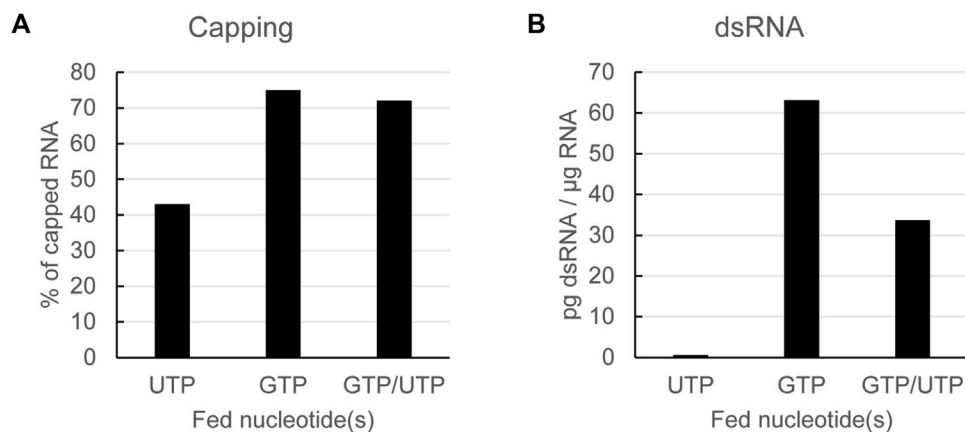 A
Capping
% of capped RNA
80
70
60
50
40
30
20
10
0
UTP
GTP
GTP/UTP
Fed nucleotide(s)
B
dsRNA
pg dsRNA / µg RNA
70
60
50
40
30
20
10
0
UTP
GTP
GTP/UTP
Fed nucleotide(s)